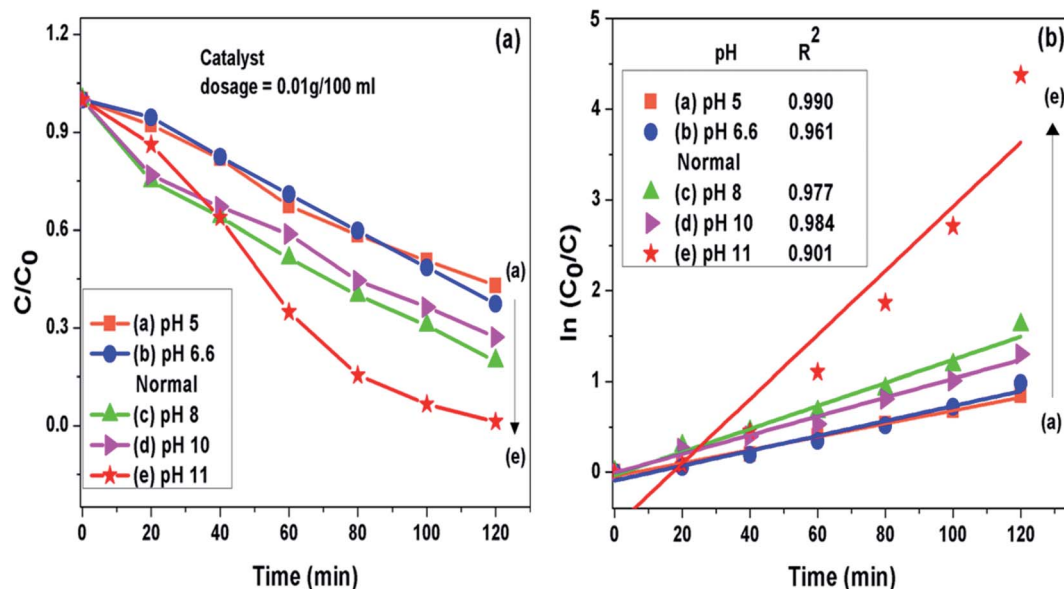 (a)
Catalyst
dosage = 0.01g/100 ml
C/C0
1.2
0.9
0.6
0.3
0.0
(a)
(e)
(a) pH 5
(b) pH 6.6
Normal
(c) pH 8
(d) pH 10
(e) pH 11
0 20 40 60 80 100 120
Time (min)
(b)
pH R2
(a) pH 5 0.990
(b) pH 6.6 0.961
Normal
(c) pH 8 0.977
(d) pH 10 0.984
(e) pH 11 0.901
ln (C0/C)
5
4
3
2
1
0
(e)
(a)
0 20 40 60 80 100 120
Time (min)